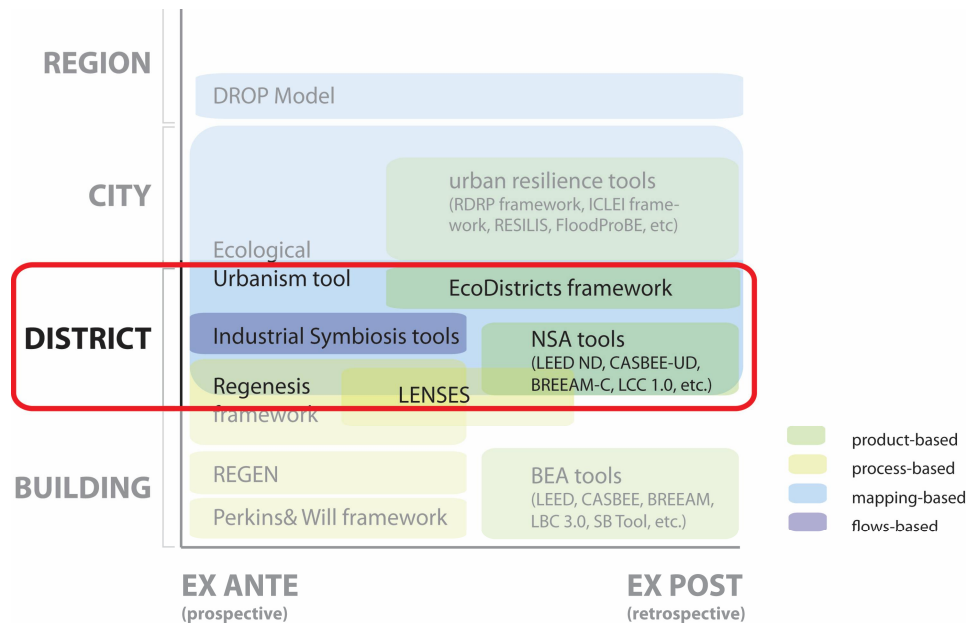 REGION
DROP Model
CITY
urban resilience tools
(RDRP framework, ICLEI frame-
work, RESILIS, FloodProBE, etc)
Ecological
Urbanism tool
EcoDistricts framework
DISTRICT
Industrial Symbiosis tools
NSA tools
(LEED ND, CASBEE-UD,
BREEAM-C, LCC 1.0, etc.)
Regenesis
framework
LENSES
BUILDING
REGEN
Perkins& Will framework
BEA tools
(LEED, CASBEE, BREEAM,
LBC 3.0, SB Tool, etc.)
product-based
process-based
mapping-based
flows-based
EX ANTE
(prospective)
EX POST
(retrospective)